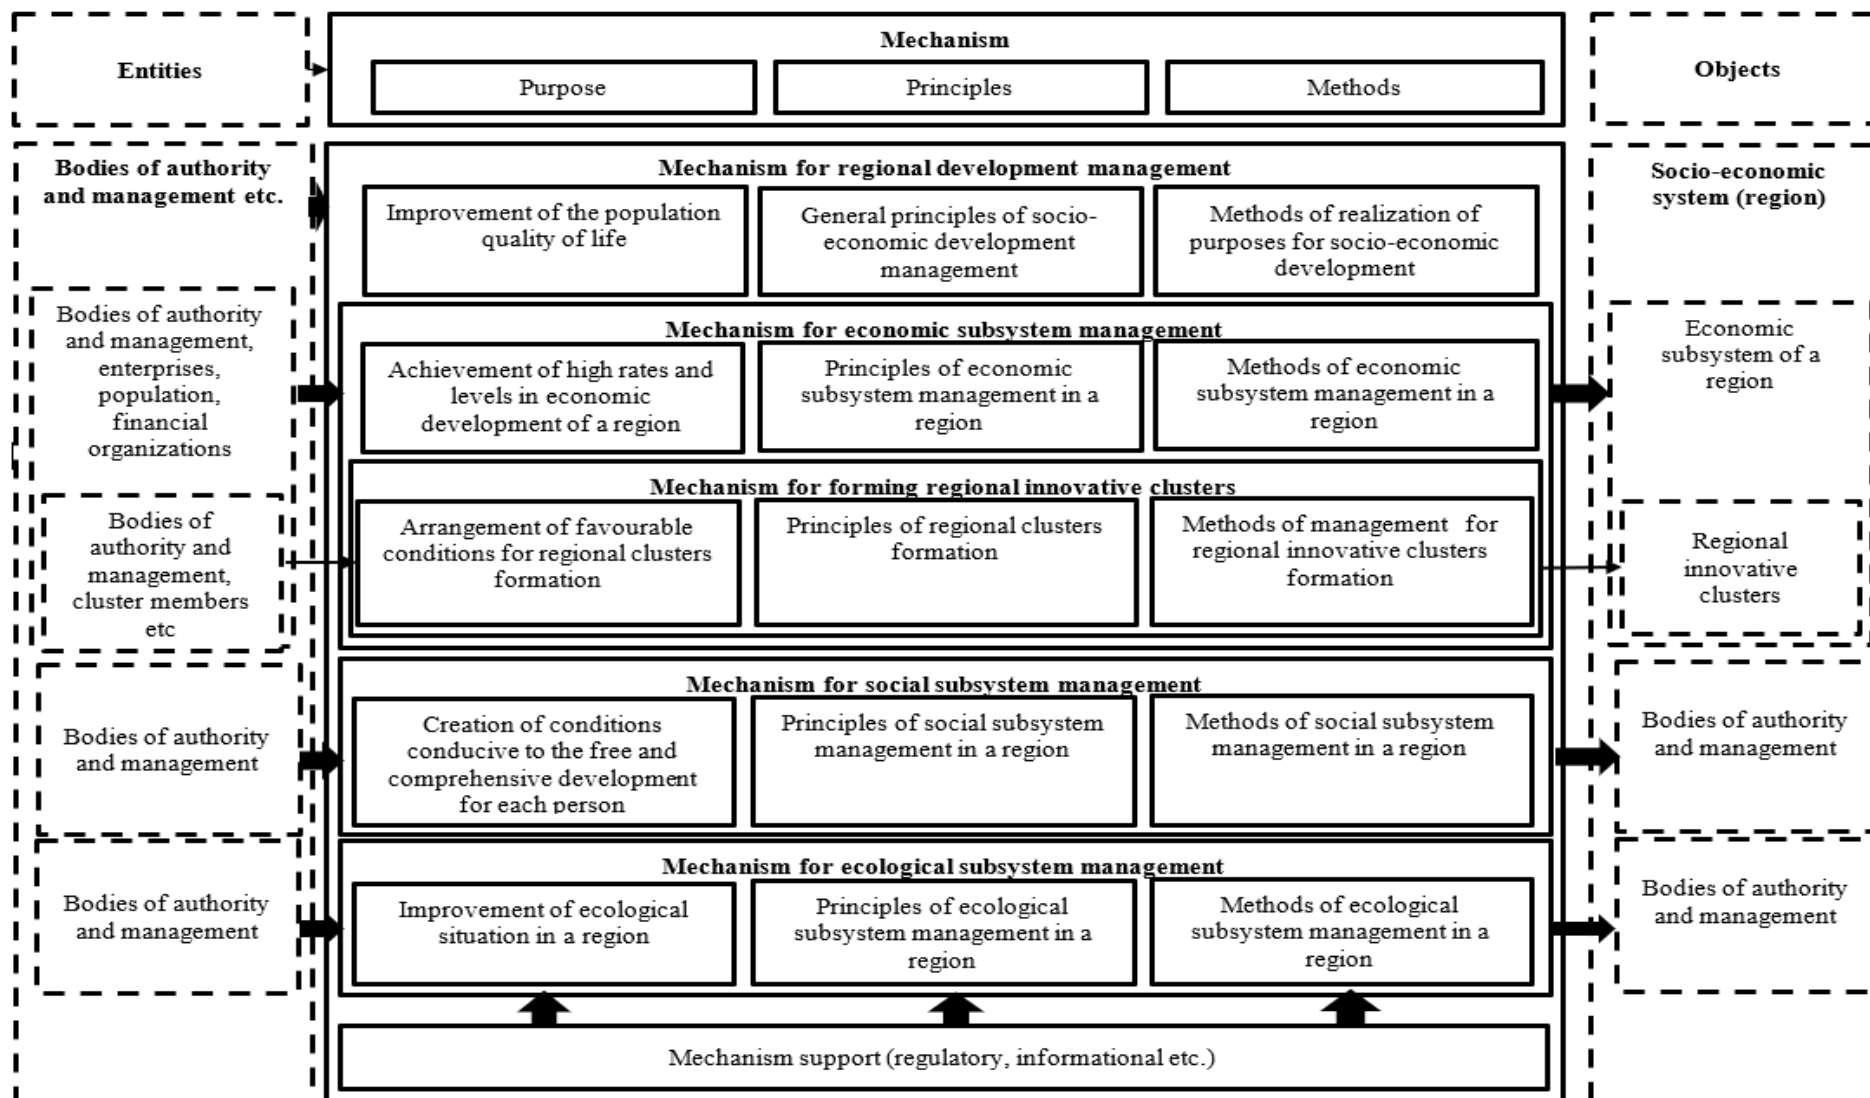 Entities
Mechanism
Purpose
Principles
Methods
Objects
Bodies of authority
and management etc.
Mechanism for regional development management
Improvement of the population
quality of life
General principles of socio-
economic development
management
Methods of realization of
purposes for socio-economic
development
Socio-economic
system (region)
Bodies of authority
and management,
enterprises,
population,
financial
organizations
Mechanism for economic subsystem management
Achievement of high rates and
levels in economic
development of a region
Principles of economic
subsystem management in a
region
Methods of economic
subsystem management in a
region
Economic
subsystem of a
region
Bodies of
authority and
management,
cluster members
etc
Mechanism for forming regional innovative clusters
Arrangement of favourable
conditions for regional clusters
formation
Principles of regional clusters
formation
Methods of management for
regional innovative clusters
formation
Regional
innovative
clusters
Bodies of authority
and management
Mechanism for social subsystem management
Creation of conditions
conducive to the free and
comprehensive development
for each person
Principles of social subsystem
management in a region
Methods of social subsystem
management in a region
Bodies of authority
and management
Bodies of authority
and management
Mechanism for ecological subsystem management
Improvement of ecological
situation in a region
Principles of ecological
subsystem management in a
region
Methods of ecological
subsystem management in a
region
Bodies of authority
and management
Mechanism support (regulatory, informational etc.)